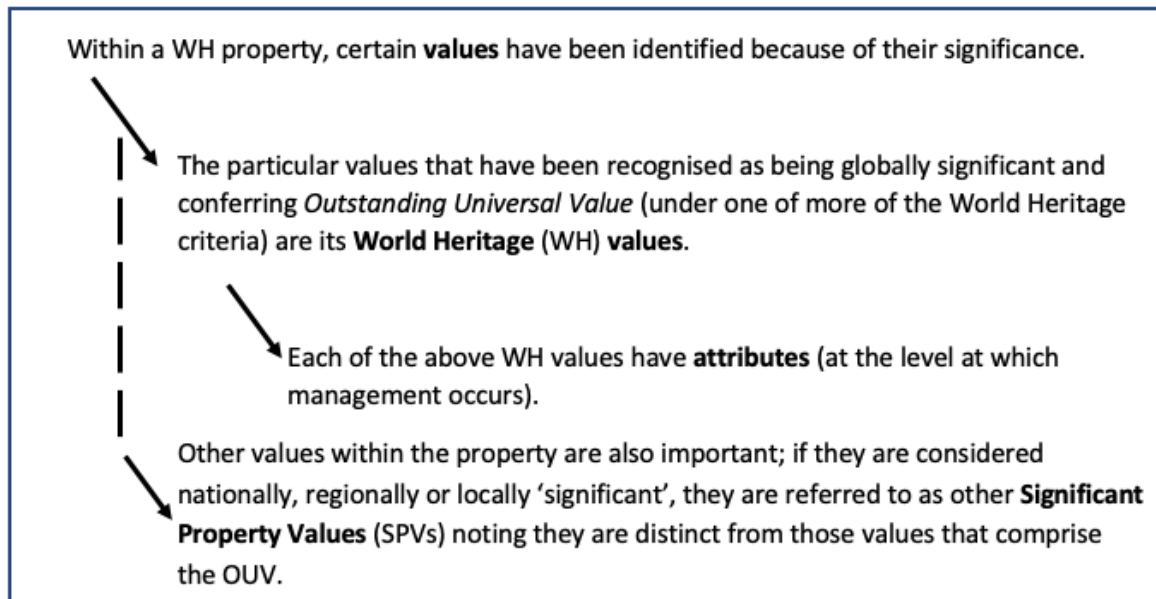 Within a WH property, certain values have been identified because of their significance.
The particular values that have been recognised as being globally significant and
conferring Outstanding Universal Value (under one of more of the World Heritage
criteria) are its World Heritage (WH) values.
Each of the above WH values have attributes (at the level at which
management occurs).
Other values within the property are also important; if they are considered
nationally, regionally or locally ‘significant’, they are referred to as other Significant
Property Values (SPVs) noting they are distinct from those values that comprise
the OUV.